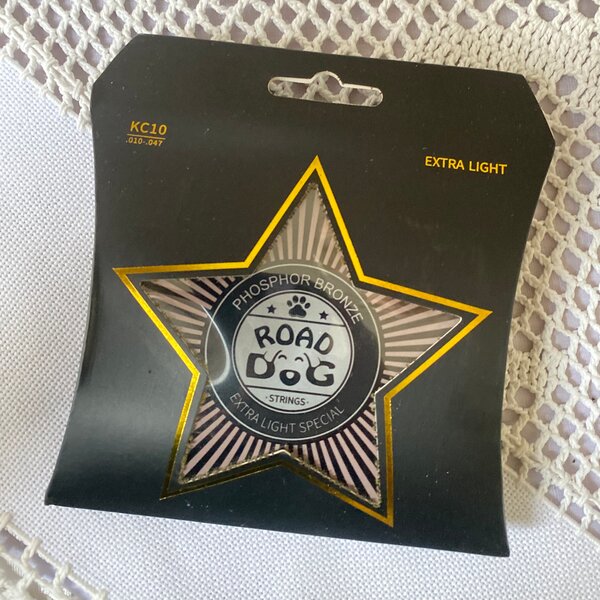 KC10
.010-.047
EXTRA LIGHT
PHOSPHOR BRONZE
ROAD
DOG
·STRINGS·
EXTRA LIGHT SPECIAL